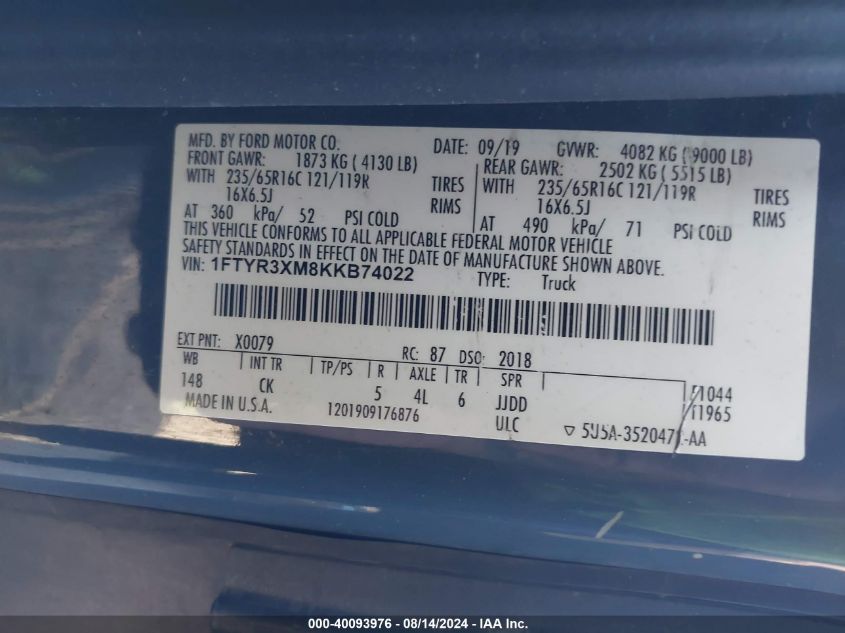 MFD. BY FORD MOTOR CO. DATE: 09/19 GVWR: 4082 KG (9000 LB)
FRONT GAWR: 1873 KG (4130 LB) REAR GAWR: 2502 KG (5515 LB)
WITH 235/65R16C 121/119R TIRES WITH 235/65R16C 121/119R TIRES
16X6.5J RIMS 16X6.5J RIMS
AT 360 kPa/ 52 PSI COLD AT 490 kPa/ 71 PSI COLD
THIS VEHICLE CONFORMS TO ALL APPLICABLE FEDERAL MOTOR VEHICLE
SAFETY STANDARDS IN EFFECT ON THE DATE OF MANUFACTURE SHOWN ABOVE.
VIN: 1FTYR3XM8KKB74022 TYPE: Truck
EXT PNT: X0079 RC: 87 DSO: 2018
WB INT TR TP/PS R AXLE TR SPR
148 CK 5 4L 6 JJDD F1044
MADE IN U.S.A. 1201909176876 ULC T1965
▽ 5U5A-3520472-AA
000-40093976 - 08/14/2024 - IAA Inc.